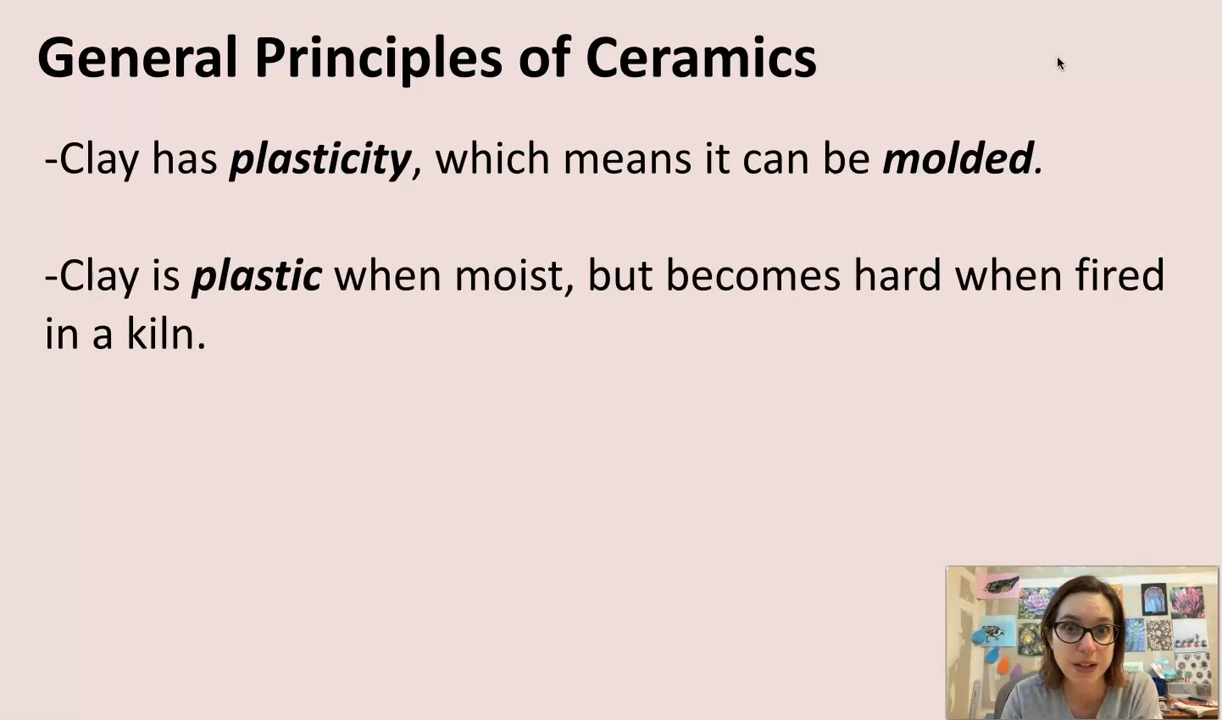 General Principles of Ceramics
-Clay has plasticity, which means it can be molded.
-Clay is plastic when moist, but becomes hard when fired
in a kiln.